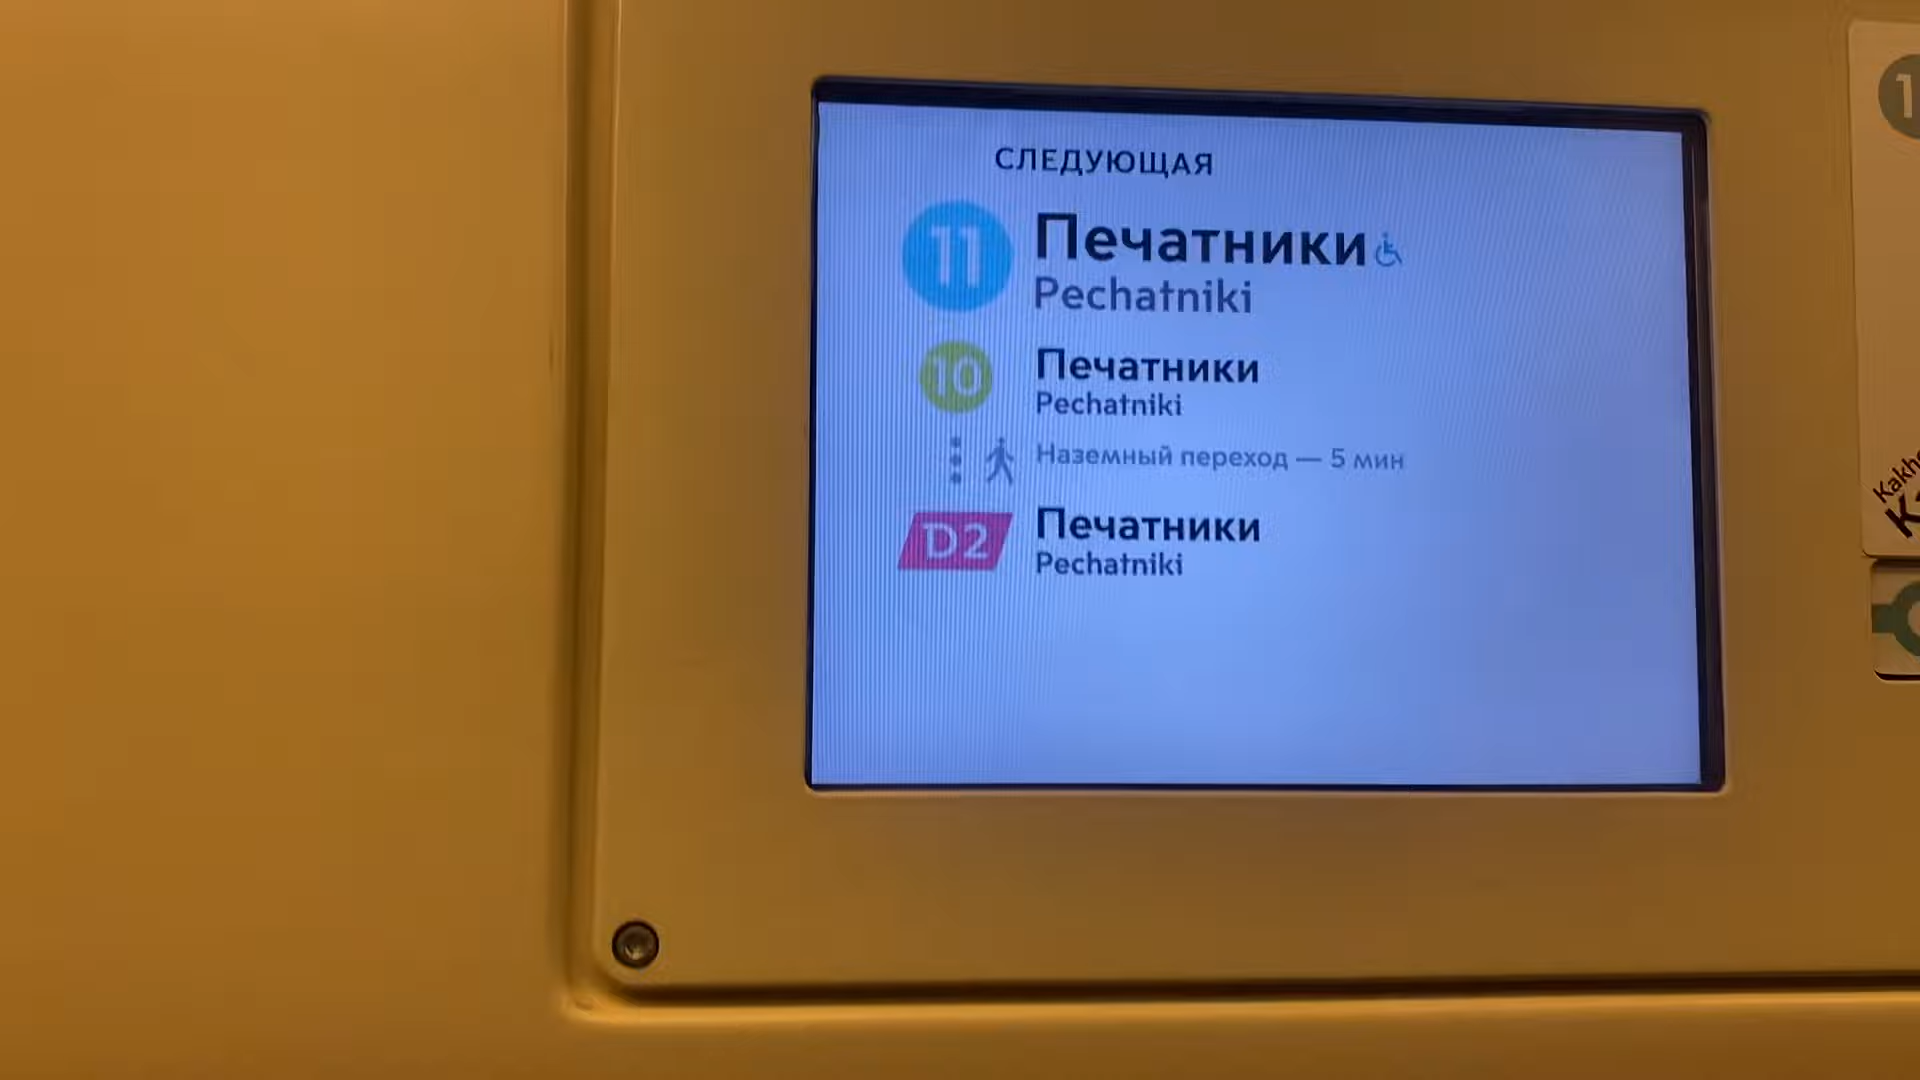 СЛЕДУЮЩАЯ
11 Печатники
Pechatniki
10 Печатники
Pechatniki
Наземный переход — 5 мин
D2 Печатники
Pechatniki